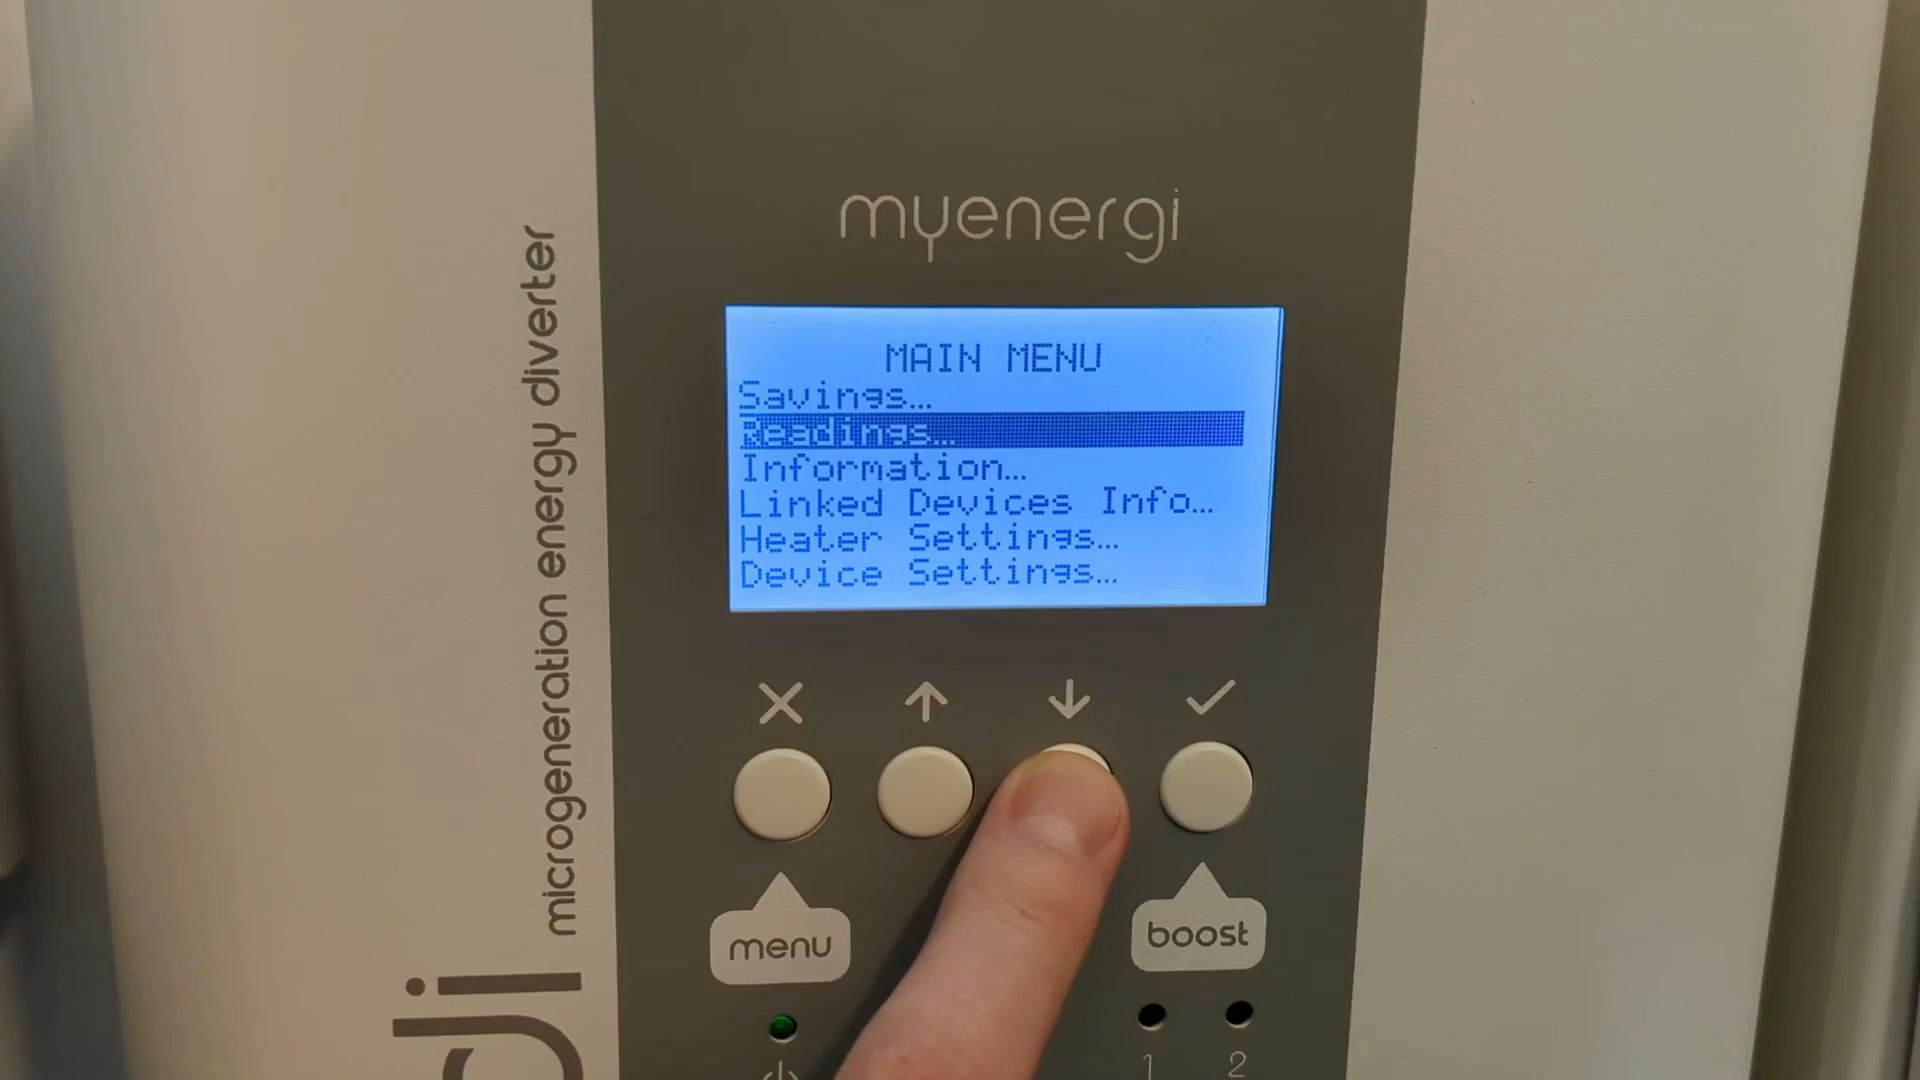 myenergi
MAIN MENU
Savings...
Readings...
Information...
Linked Devices Info...
Heater Settings...
Device Settings...
microgeneration energy diverter
menu
boost
1 2